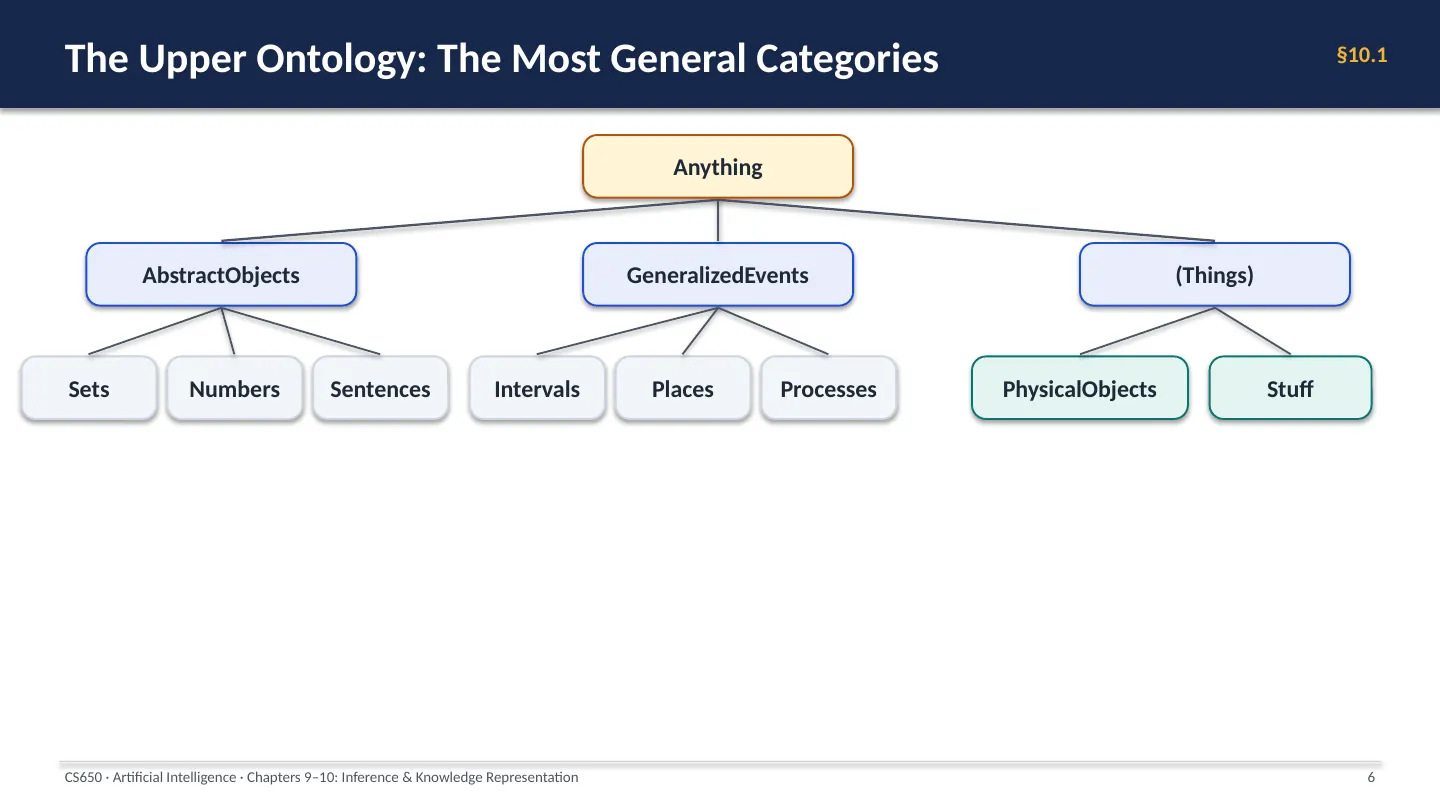 The Upper Ontology: The Most General Categories
§10.1
Anything
AbstractObjects
GeneralizedEvents
(Things)
Sets
Numbers
Sentences
Intervals
Places
Processes
PhysicalObjects
Stuff
CS650 · Artificial Intelligence · Chapters 9–10: Inference & Knowledge Representation
6